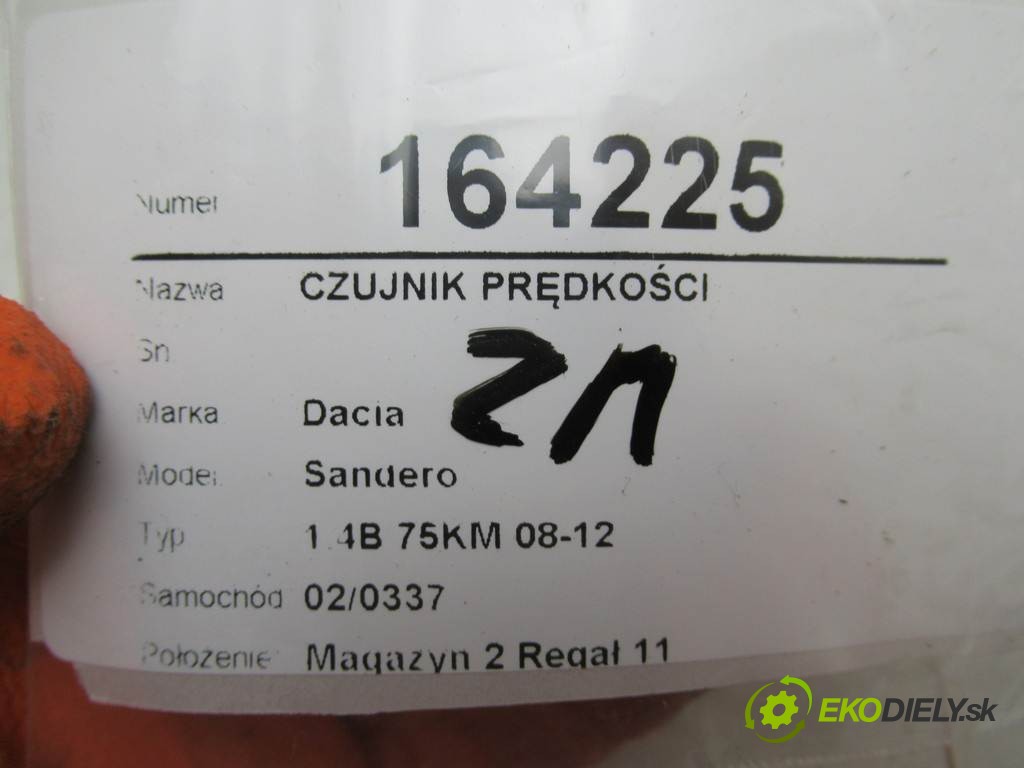 Numer 164225
Nazwa CZUJNIK PRĘDKOŚCI
Sn
Marka Dacia
Model Sandero
Typ 1.4B 75KM 08-12
Samochód 02/0337
Położenie Magazyn 2 Regał 11
EKODIELY.sk